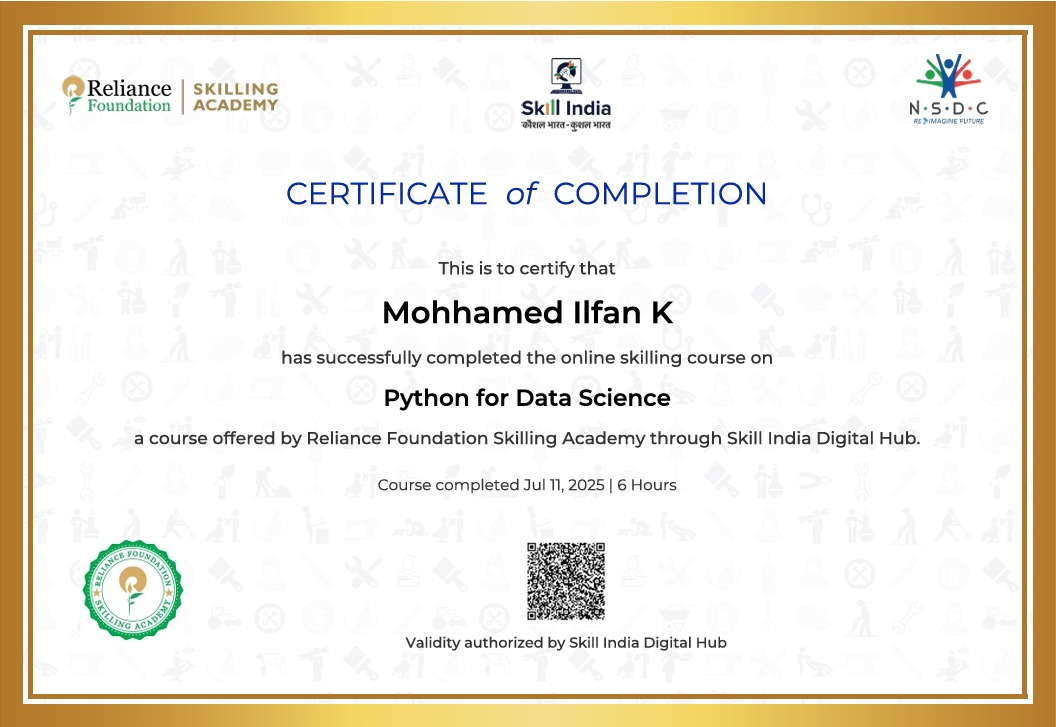 Reliance
Foundation
SKILLING
ACADEMY
Skill India
कौशल भारत-कुशल भारत
N·S·D·C
RE IMAGINE FUTURE
CERTIFICATE of COMPLETION
This is to certify that
Mohhamed Ilfan K
has successfully completed the online skilling course on
Python for Data Science
a course offered by Reliance Foundation Skilling Academy through Skill India Digital Hub.
Course completed Jul 11, 2025 | 6 Hours
RELIANCE FOUNDATION
SKILLING ACADEMY
Validity authorized by Skill India Digital Hub